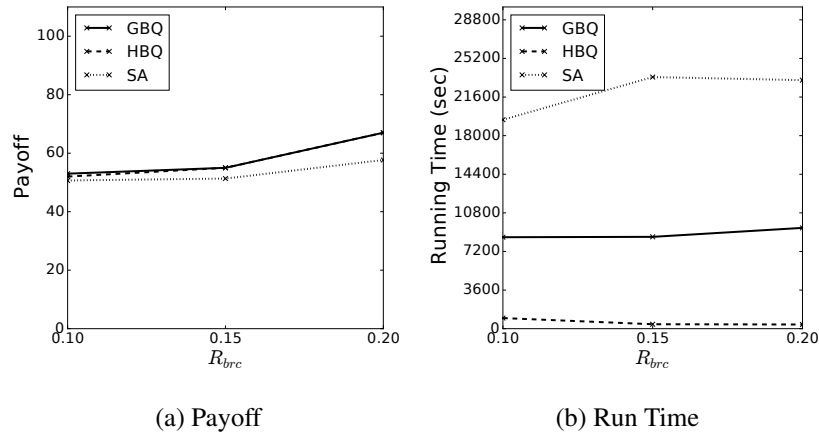 GBQ
HBQ
SA
Payoff
100
80
60
40
20
0
0.10 0.15 0.20
R_brc
(a) Payoff
GBQ
HBQ
SA
Running Time (sec)
28800
25200
21600
18000
14400
10800
7200
3600
0
0.10 0.15 0.20
R_brc
(b) Run Time